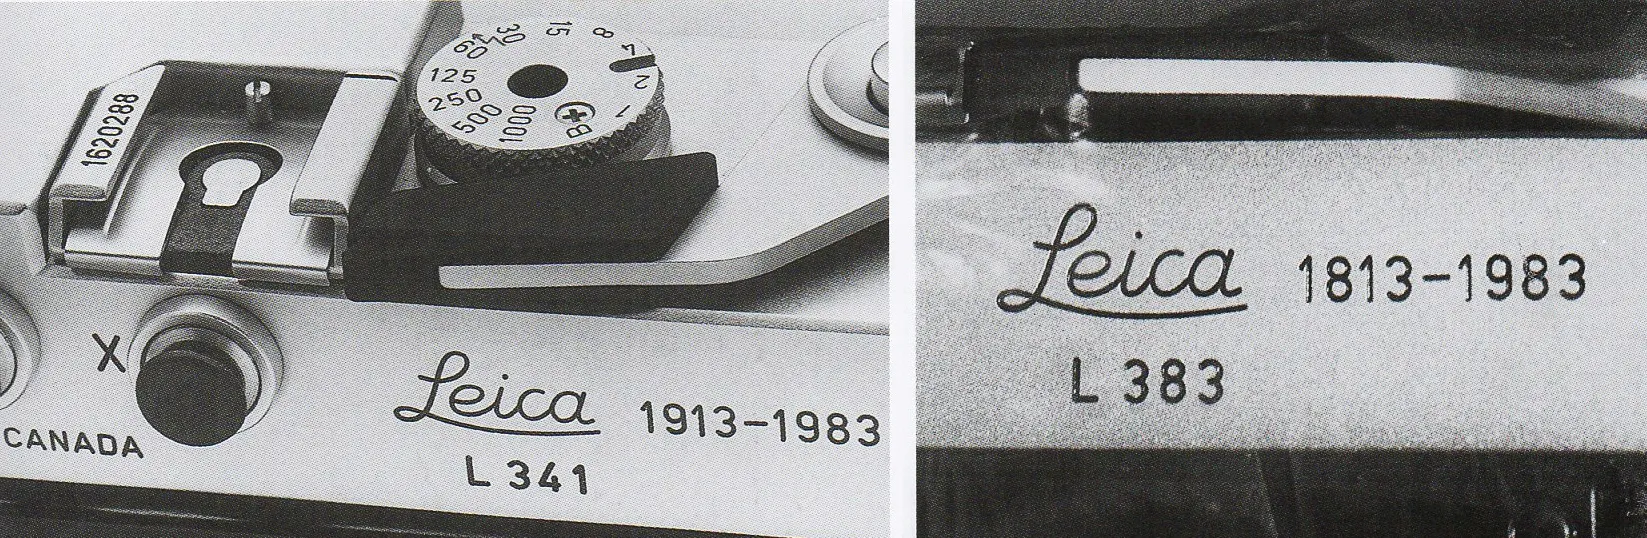 1620288
60 30 15 8 4 2 1 B
125
250
500
1000
X
CANADA
Leica 1913-1983
L 341
Leica 1813-1983
L 383